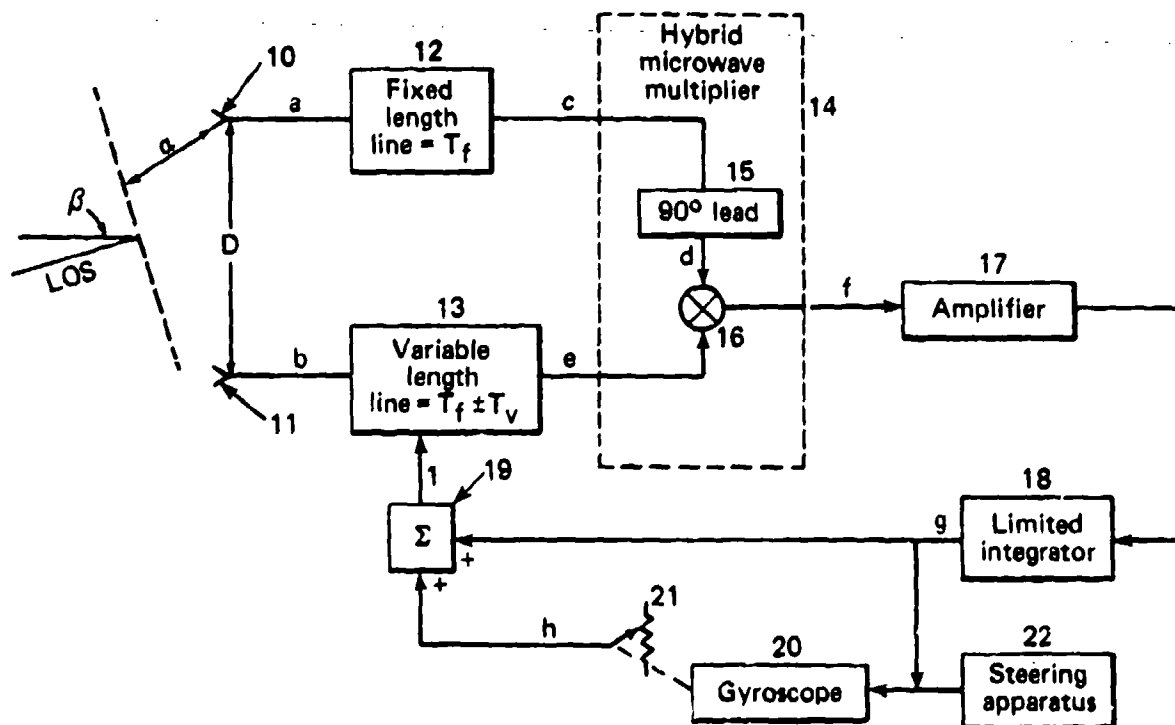 10
a
12
Fixed
length
line = T_f
c
Hybrid
microwave
multiplier
14
α
β
LOS
D
15
90° lead
d
16
f
17
Amplifier
13
Variable
length
line = T_f ± T_v
b
e
11
1
19
Σ
+
+
g
18
Limited
integrator
h
21
20
Gyroscope
22
Steering
apparatus